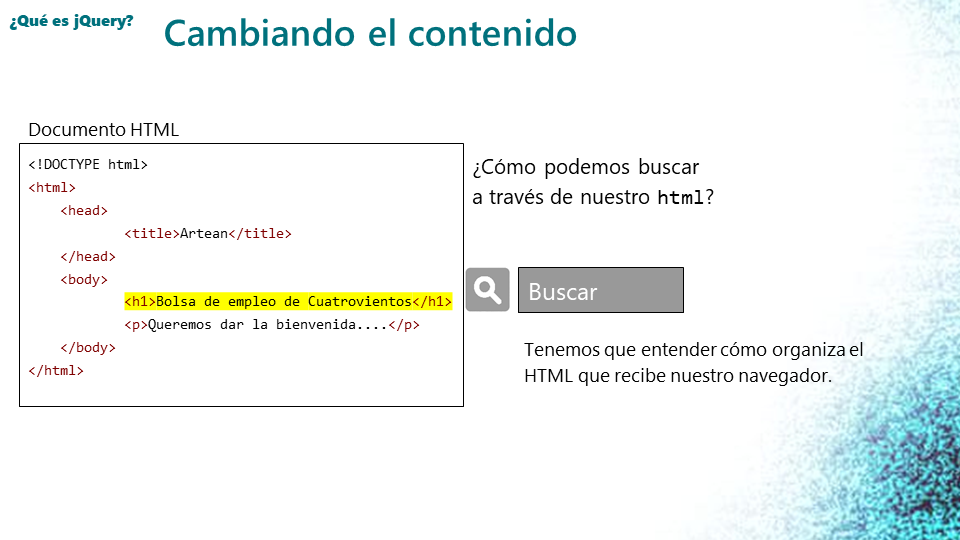 ¿Qué es jQuery?
Cambiando el contenido
Documento HTML
<!DOCTYPE html>
<html>
<head>
<title>Artean</title>
</head>
<body>
<h1>Bolsa de empleo de Cuatrovientos</h1>
<p>Queremos dar la bienvenida....</p>
</body>
</html>
¿Cómo podemos buscar
a través de nuestro html?
Buscar
Tenemos que entender cómo organiza el
HTML que recibe nuestro navegador.